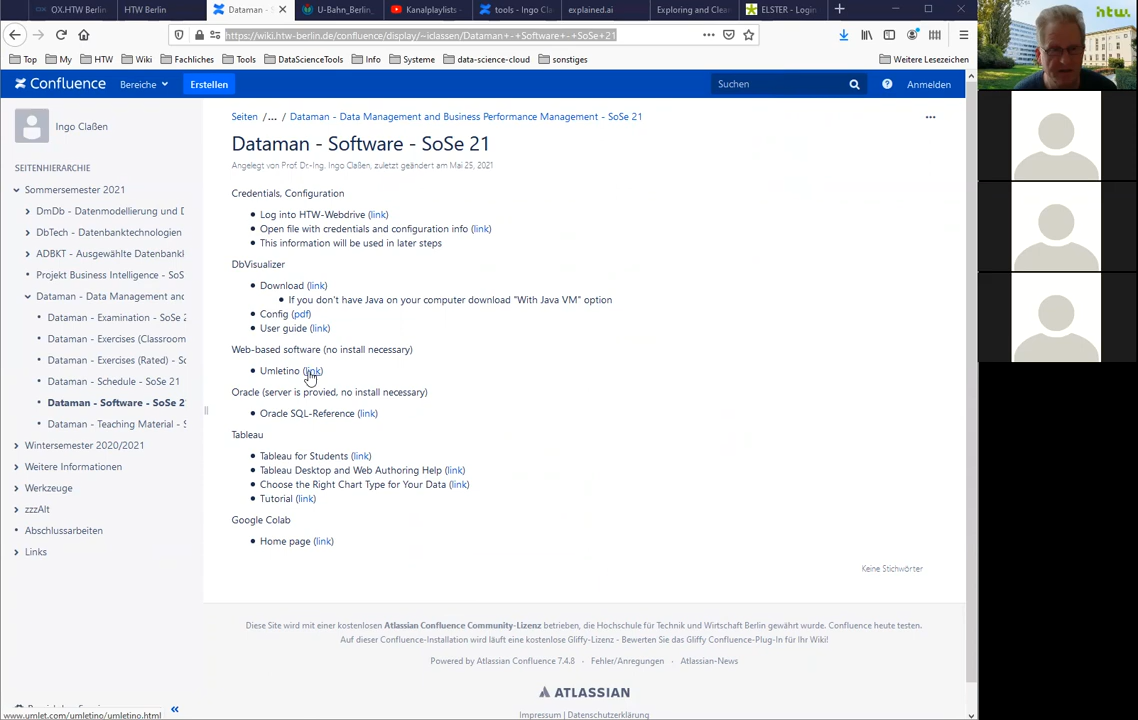 OX.HTW Berlin
HTW Berlin
Dataman - S
U-Bahn_Berlin_
Kanalplaylists -
tools - Ingo Cl
explained.ai
Exploring and Clea
ELSTER - Login
https://wiki.htw-berlin.de/confluence/display/~iclassen/Dataman+-+Software+-+SoSe+21
Top
My
HTW
Wiki
Fachliches
Tools
DataScienceTools
Info
Systeme
data-science-cloud
sonstiges
Weitere Lesezeichen
Confluence
Bereiche
Erstellen
Suchen
Anmelden
Ingo Claßen
SEITENHIERARCHIE
Sommersemester 2021
DmDb - Datenmodellierung und D
DbTech - Datenbanktechnologien
ADBKT - Ausgewählte Datenbankl
Projekt Business Intelligence - SoS
Dataman - Data Management and
Dataman - Examination - SoSe 2
Dataman - Exercises (Classroom
Dataman - Exercises (Rated) - Sc
Dataman - Schedule - SoSe 21
Dataman - Software - SoSe 2
Dataman - Teaching Material - S
Wintersemester 2020/2021
Weitere Informationen
Werkzeuge
zzzAlt
Abschlussarbeiten
Links
Seiten /... / Dataman - Data Management and Business Performance Management - SoSe 21
Dataman - Software - SoSe 21
Angelegt von Prof. Dr.-Ing. Ingo Claßen, zuletzt geändert am Mai 25, 2021
Credentials, Configuration
• Log into HTW-Webdrive (link)
• Open file with credentials and configuration info (link)
• This information will be used in later steps
DbVisualizer
• Download (link)
• If you don't have Java on your computer download "With Java VM" option
• Config (pdf)
• User guide (link)
Web-based software (no install necessary)
• Umletino (link)
Oracle (server is provied, no install necessary)
• Oracle SQL-Reference (link)
Tableau
• Tableau for Students (link)
• Tableau Desktop and Web Authoring Help (link)
• Choose the Right Chart Type for Your Data (link)
• Tutorial (link)
Google Colab
• Home page (link)
Keine Stichwörter
Diese Site wird mit einer kostenlosen Atlassian Confluence Community-Lizenz betrieben, die Hochschule für Technik und Wirtschaft Berlin gewährt wurde. Confluence heute testen.
Auf dieser Confluence-Installation wird läuft eine kostenlose Gliffy-Lizenz - Bewerten Sie das Gliffy Confluence-Plug-In für Ihr Wiki!
Powered by Atlassian Confluence 7.4.8 · Fehler/Anregungen · Atlassian-News
ATLASSIAN
Impressum | Datenschutzerklärung
www.umlet.com/umletino/umletino.html
htw.